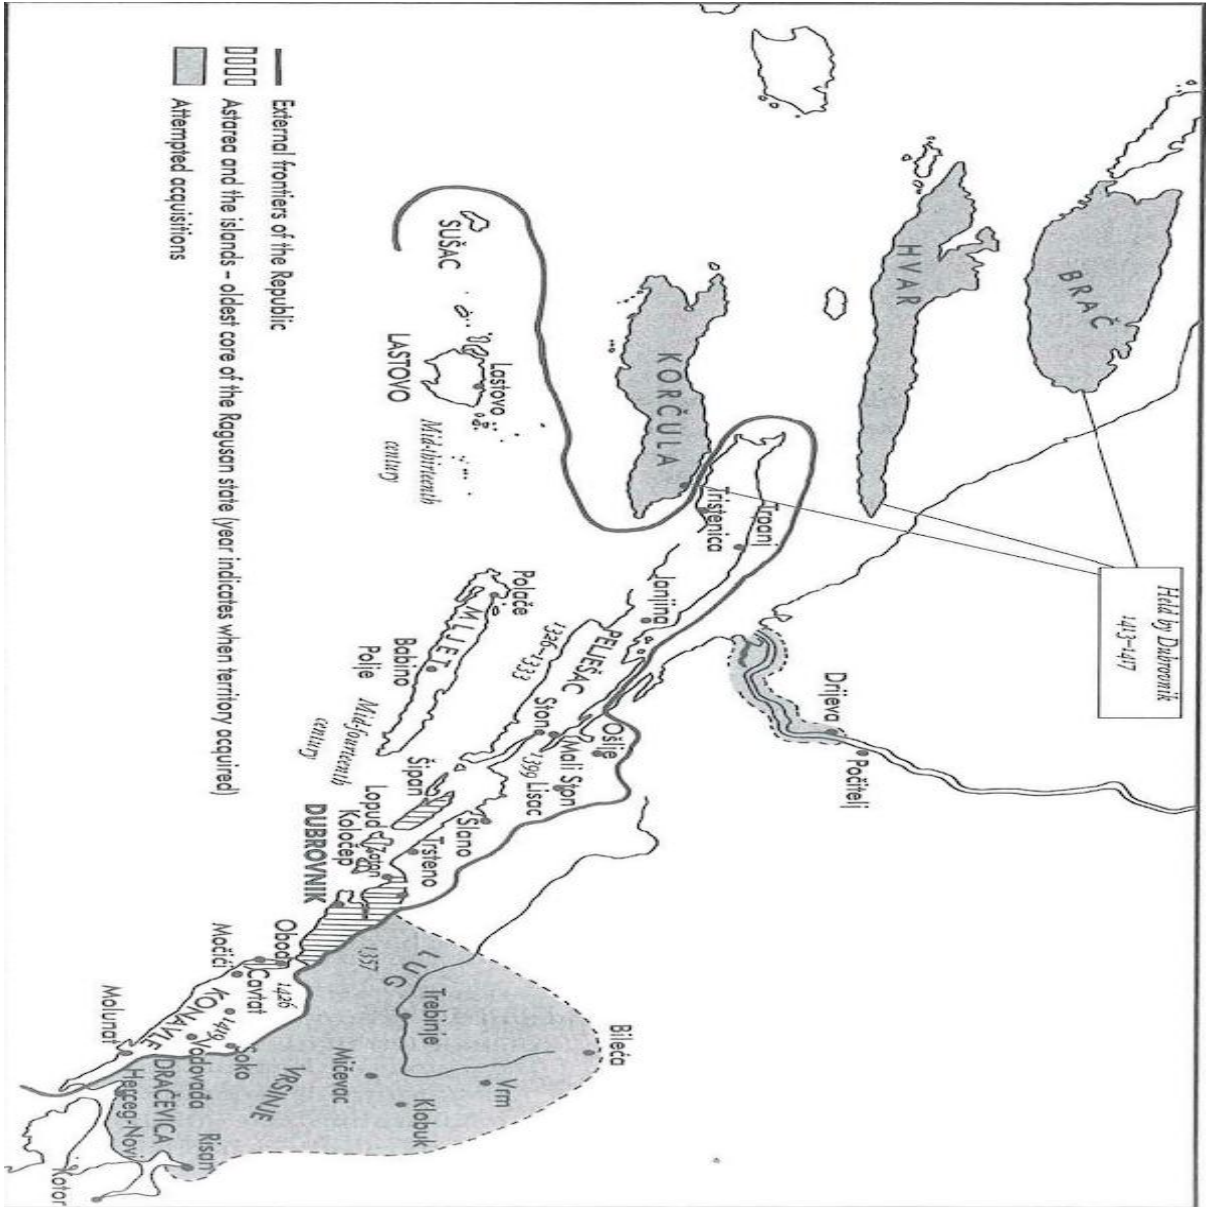 Held by Dubrovnik
1413–1417
BRAČ
HVAR
KORČULA
SUŠAC
Lastovo
LASTOVO
Mid-thirteenth
century
Trpanj
Tristenica
Janjina
PELJEŠAC
1326–1333
Drijeva
Počitelj
Polače
MLJET
Babino
Polje
Mid-fourteenth
century
Ošlje
Ston
Mali Ston
1399
Lisac
Šipan
Slano
Lopud
Trsteno
Koločep
Zaton
DUBROVNIK
LUG
1357
Bileća
Trebinje
Vrm
Mičevac
Klobuk
VRSINJE
Obod
Cavtat
1426
Močići
KONAVLE
1419
Soko
Vodovađa
Molunat
DRAČEVICA
Herceg-Novi
Risan
Kotor
External frontiers of the Republic
Astarea and the islands – oldest core of the Ragusan state (year indicates when territory acquired)
Attempted acquisitions